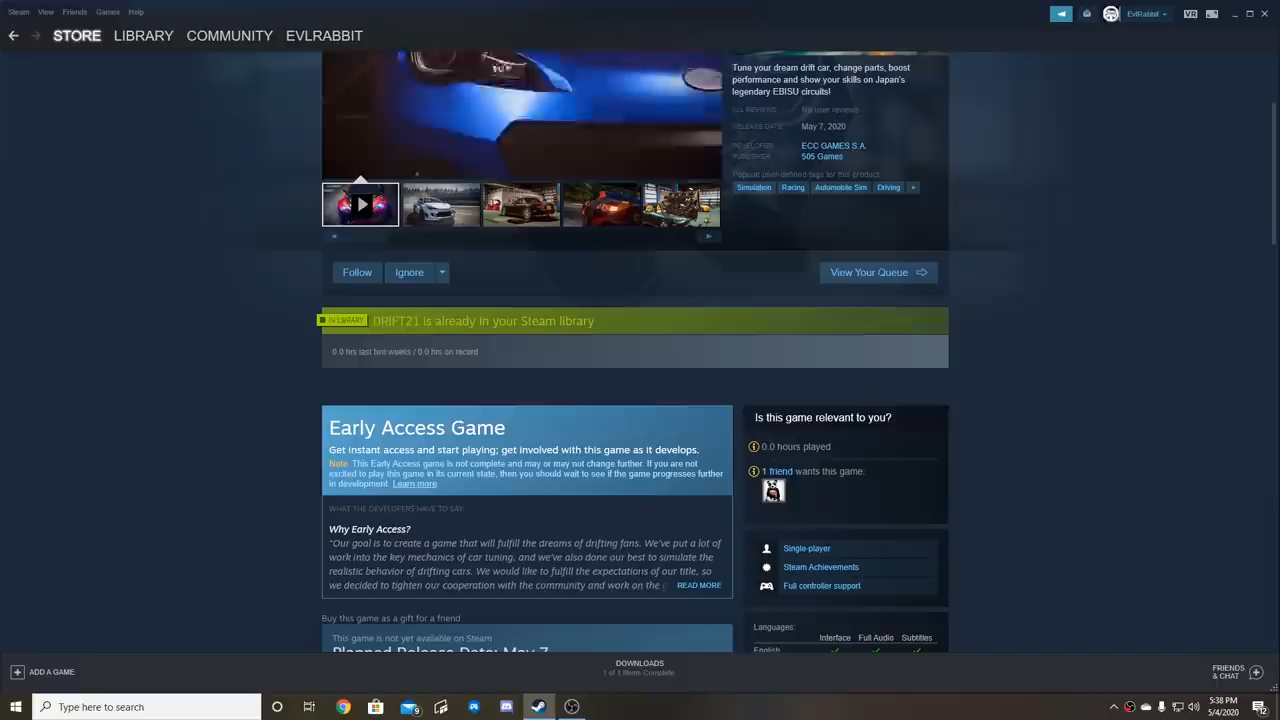 Steam View Friends Games Help
EvlRabbit
VR
STORE LIBRARY COMMUNITY EVLRABBIT
Tune your dream drift car, change parts, boost
performance and show your skills on Japan's
legendary EBISU circuits!
ALL REVIEWS: No user reviews
RELEASE DATE: May 7, 2020
DEVELOPER: ECC GAMES S.A.
PUBLISHER: 505 Games
Popular user-defined tags for this product:
Simulation Racing Automobile Sim Driving +
Follow Ignore
View Your Queue
IN LIBRARY DRIFT21 is already in your Steam library
0.0 hrs last two weeks / 0.0 hrs on record
Early Access Game
Get instant access and start playing; get involved with this game as it develops.
Note: This Early Access game is not complete and may or may not change further. If you are not
excited to play this game in its current state, then you should wait to see if the game progresses further
in development. Learn more
WHAT THE DEVELOPERS HAVE TO SAY:
Why Early Access?
"Our goal is to create a game that will fulfill the dreams of drifting fans. We've put a lot of
work into the key mechanics of car tuning, and we've also done our best to simulate the
realistic behavior of drifting cars. We would like to fulfill the expectations of our title, so
we decided to tighten our cooperation with the community and work on the READ MORE
Buy this game as a gift for a friend
This game is not yet available on Steam
Planned Release Date: May 7
Is this game relevant to you?
0.0 hours played
1 friend wants this game:
Single-player
Steam Achievements
Full controller support
Languages:
Interface Full Audio Subtitles
English
ADD A GAME
DOWNLOADS
1 of 1 Items Complete
FRIENDS
& CHAT
Type here to search
9
5:38 PM
5/4/2020